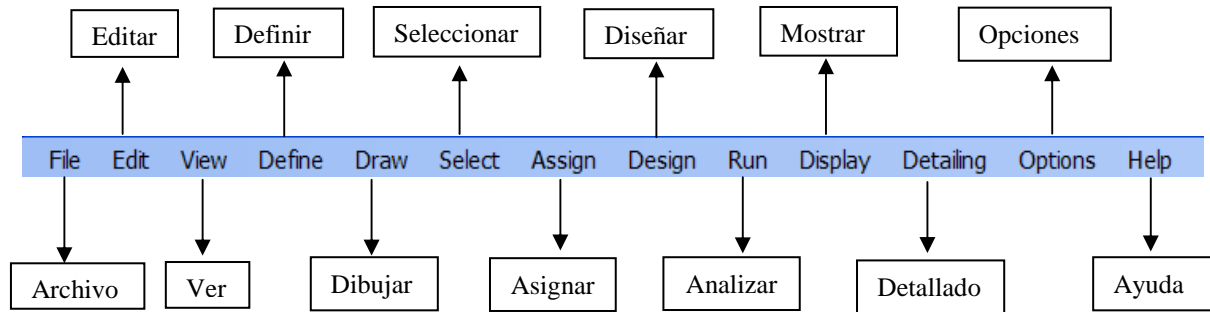 Editar Definir Seleccionar Diseñar Mostrar Opciones
File Edit View Define Draw Select Assign Design Run Display Detailing Options Help
Archivo Ver Dibujar Asignar Analizar Detallado Ayuda